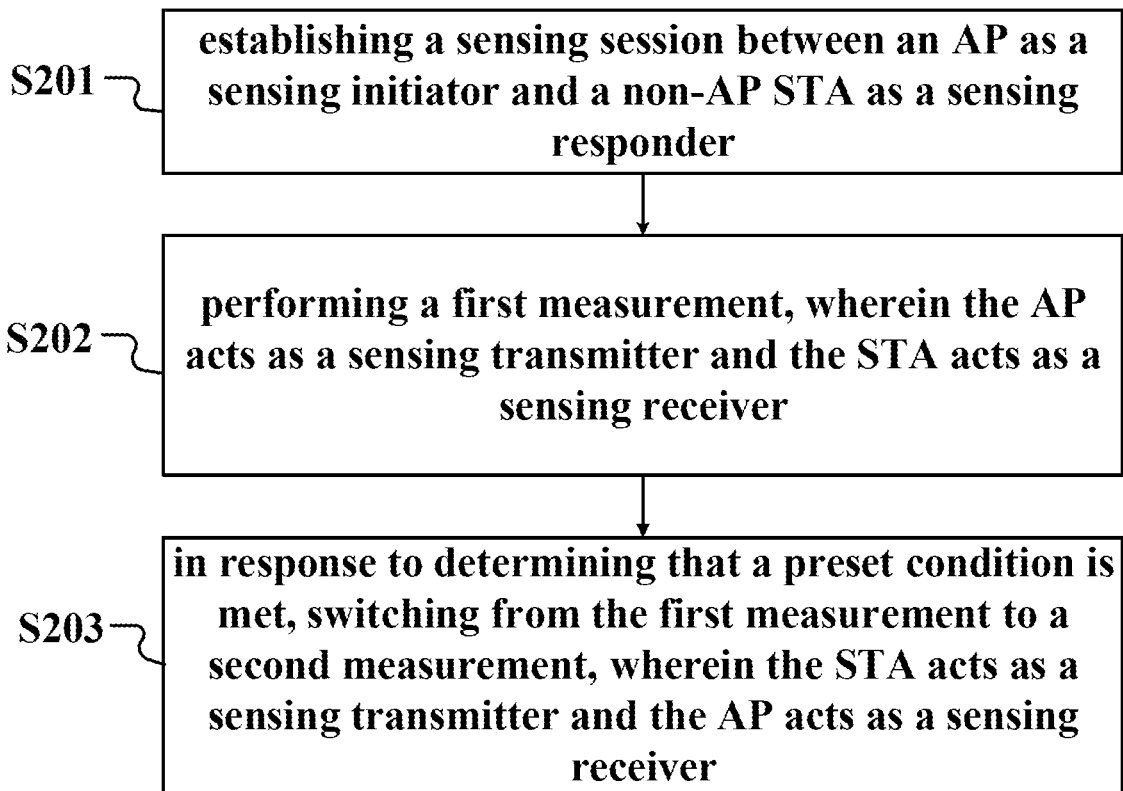 establishing a sensing session between an AP as a
S201
sensing initiator and a non-AP STA as a sensing
responder
performing a first measurement, wherein the AP
S202
acts as a sensing transmitter and the STA acts as a
sensing receiver
in response to determining that a preset condition is
S203
met, switching from the first measurement to a
second measurement, wherein the STA acts as a
sensing transmitter and the AP acts as a sensing
receiver